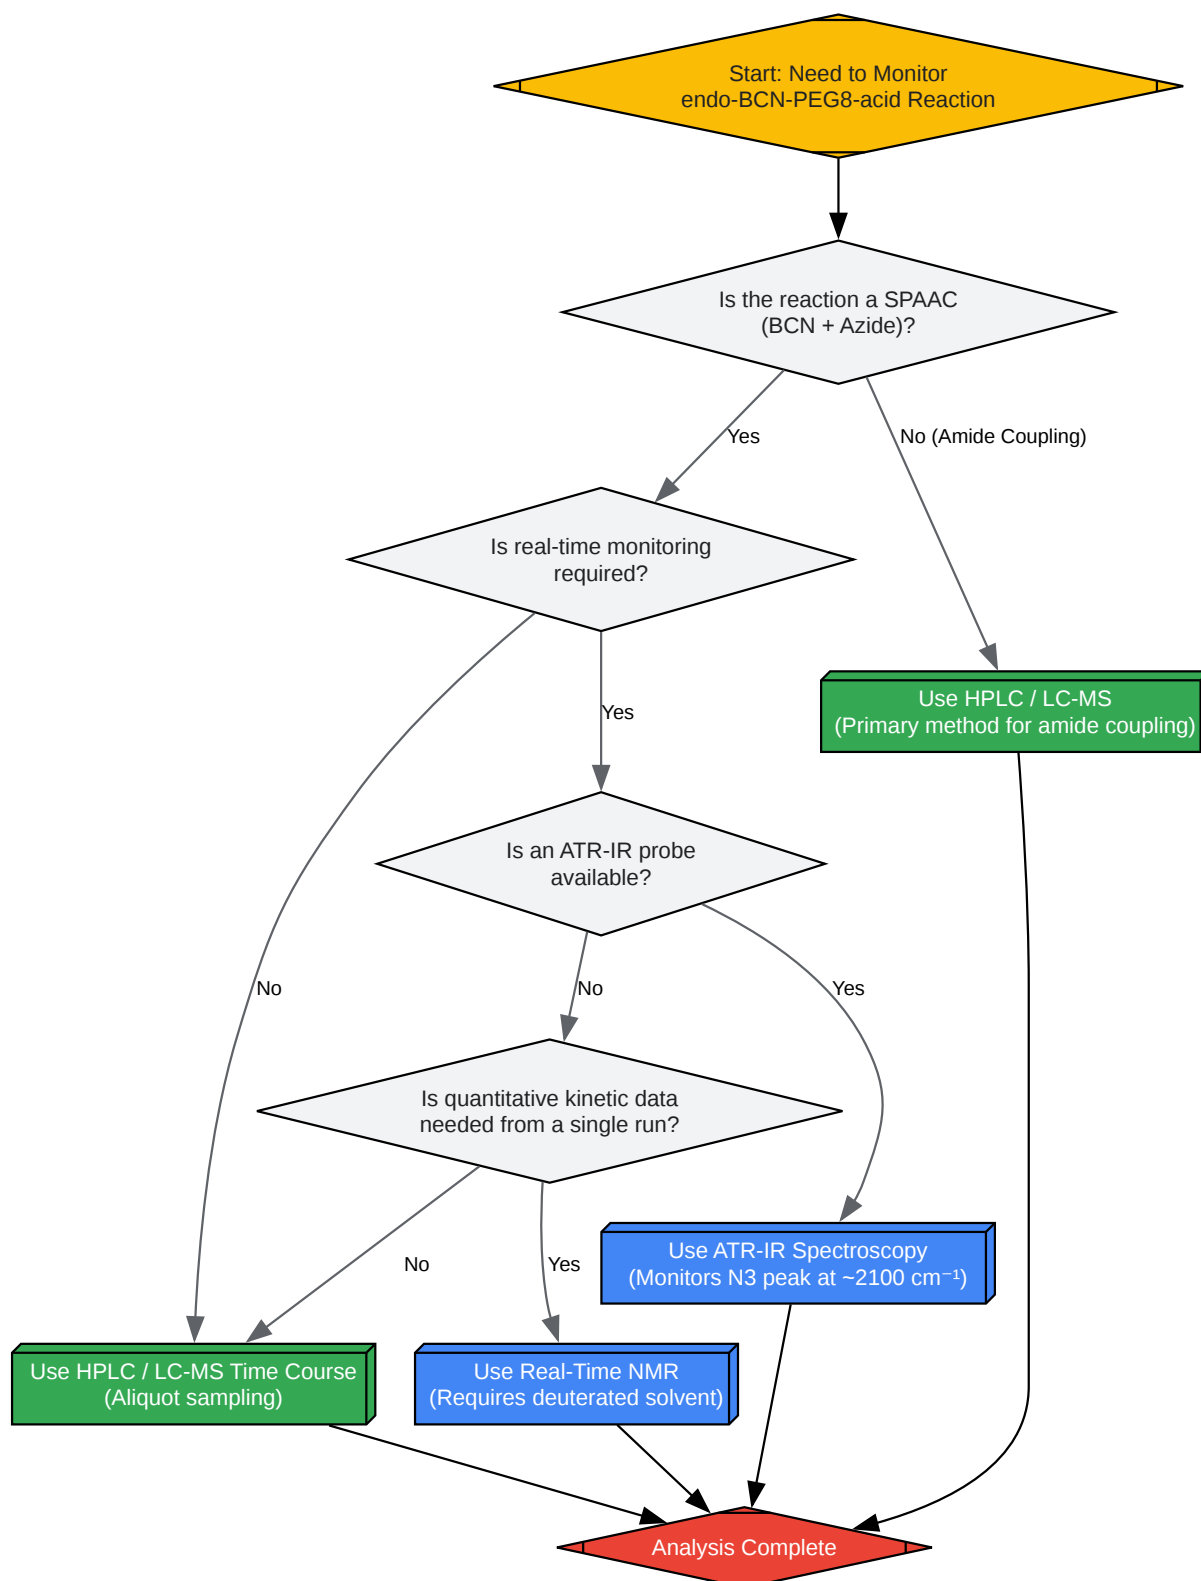 Start: Need to Monitor
endo-BCN-PEG8-acid Reaction
Is the reaction a SPAAC
(BCN + Azide)?
Yes
No (Amide Coupling)
Is real-time monitoring
required?
Use HPLC / LC-MS
(Primary method for amide coupling)
Yes
Is an ATR-IR probe
available?
No
No
Yes
Is quantitative kinetic data
needed from a single run?
No
Yes
Use ATR-IR Spectroscopy
(Monitors N3 peak at ~2100 cm⁻¹)
Use HPLC / LC-MS Time Course
(Aliquot sampling)
Use Real-Time NMR
(Requires deuterated solvent)
Analysis Complete